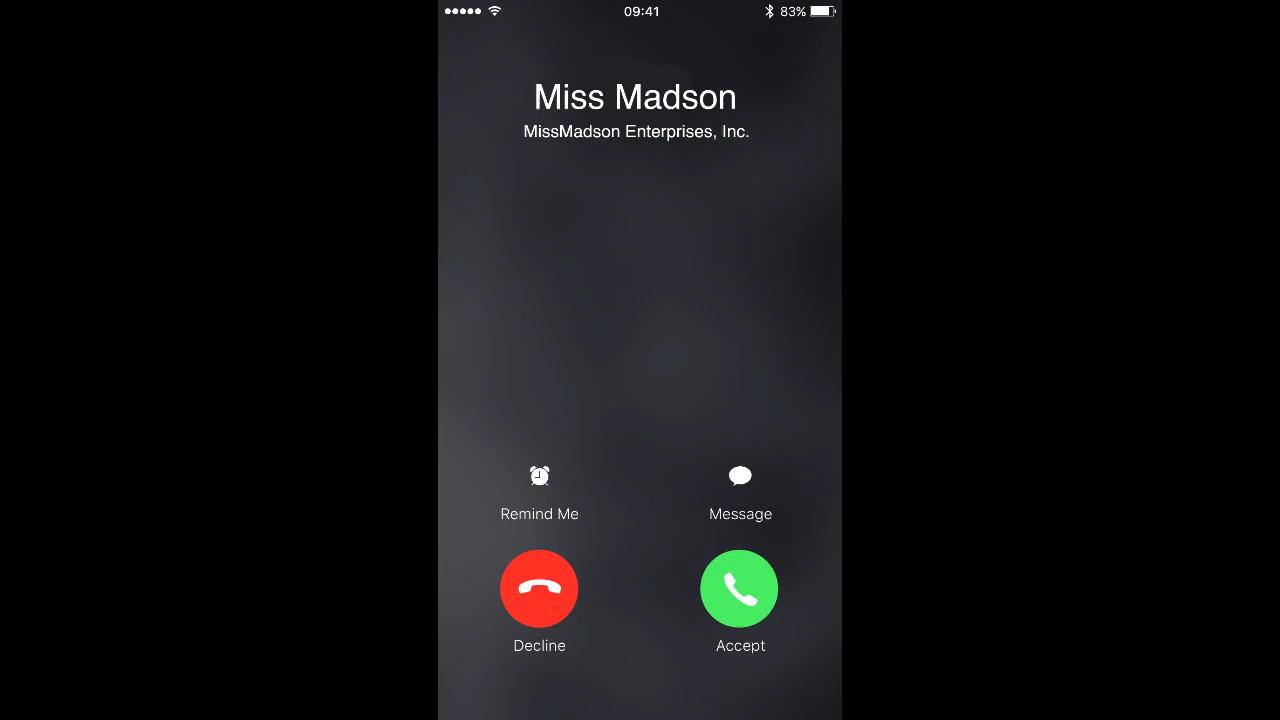 09:41 83%
Miss Madson
MissMadson Enterprises, Inc.
Remind Me Message
Decline Accept